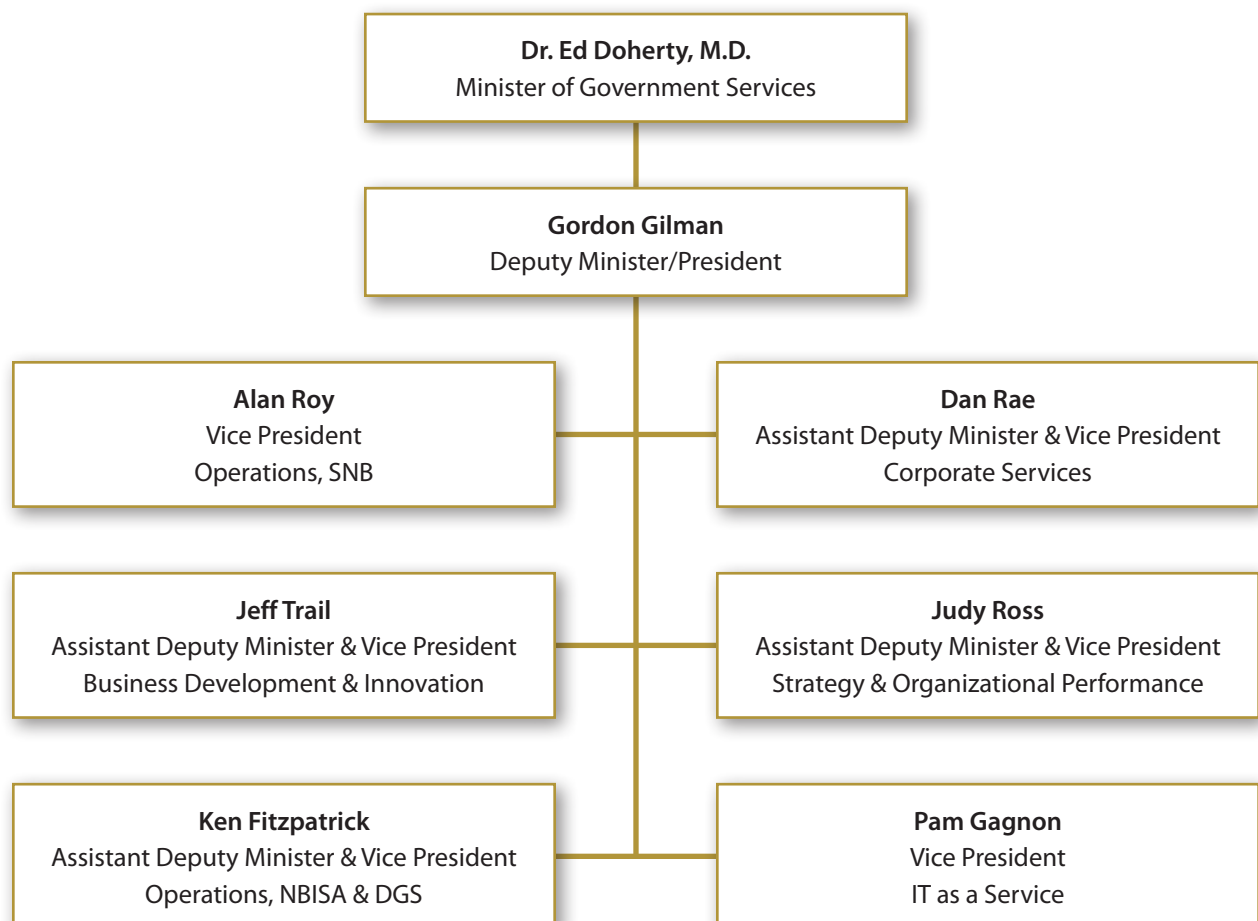 Dr. Ed Doherty, M.D.
Minister of Government Services
Gordon Gilman
Deputy Minister/President
Alan Roy
Vice President
Operations, SNB
Dan Rae
Assistant Deputy Minister & Vice President
Corporate Services
Jeff Trail
Assistant Deputy Minister & Vice President
Business Development & Innovation
Judy Ross
Assistant Deputy Minister & Vice President
Strategy & Organizational Performance
Ken Fitzpatrick
Assistant Deputy Minister & Vice President
Operations, NBISA & DGS
Pam Gagnon
Vice President
IT as a Service